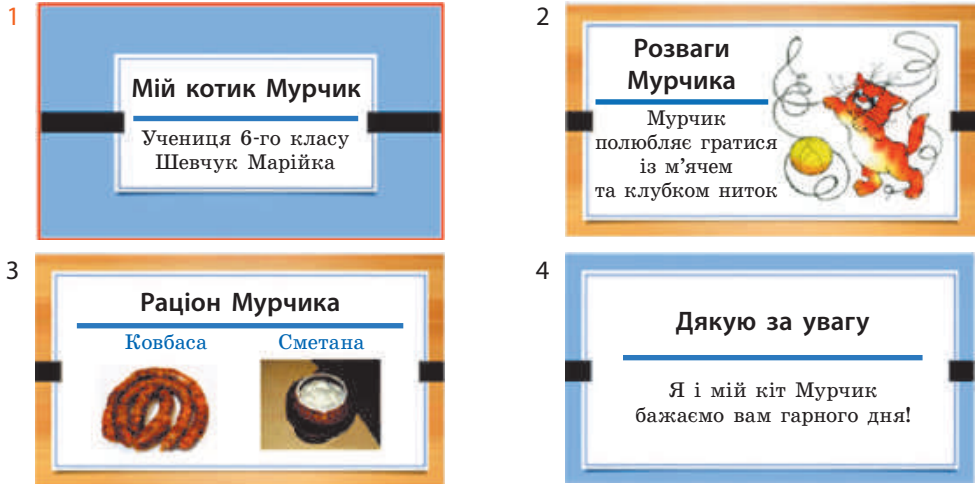 1
Мій котик Мурчик
Учениця 6-го класу
Шевчук Марійка
2
Розваги
Мурчика
Мурчик
полюбляє гратися
із м’ячем
та клубком ниток
3
Раціон Мурчика
Ковбаса
Сметана
4
Дякую за увагу
Я і мій кіт Мурчик
бажаємо вам гарного дня!